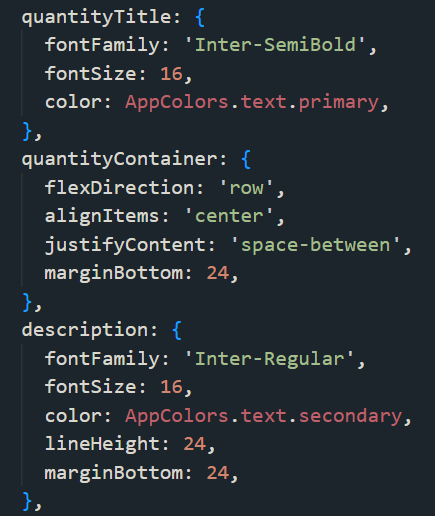 quantityTitle: {
  fontFamily: 'Inter-SemiBold',
  fontSize: 16,
  color: AppColors.text.primary,
},
quantityContainer: {
  flexDirection: 'row',
  alignItems: 'center',
  justifyContent: 'space-between',
  marginBottom: 24,
},
description: {
  fontFamily: 'Inter-Regular',
  fontSize: 16,
  color: AppColors.text.secondary,
  lineHeight: 24,
  marginBottom: 24,
},